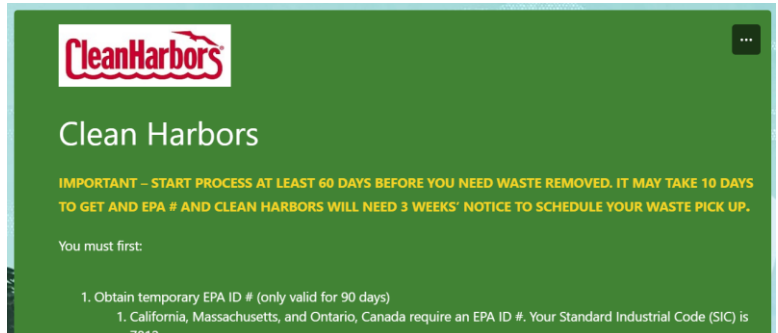 CleanHarbors®
...
Clean Harbors
IMPORTANT – START PROCESS AT LEAST 60 DAYS BEFORE YOU NEED WASTE REMOVED. IT MAY TAKE 10 DAYS
TO GET AND EPA # AND CLEAN HARBORS WILL NEED 3 WEEKS' NOTICE TO SCHEDULE YOUR WASTE PICK UP.
You must first:
1. Obtain temporary EPA ID # (only valid for 90 days)
1. California, Massachusetts, and Ontario, Canada require an EPA ID #. Your Standard Industrial Code (SIC) is